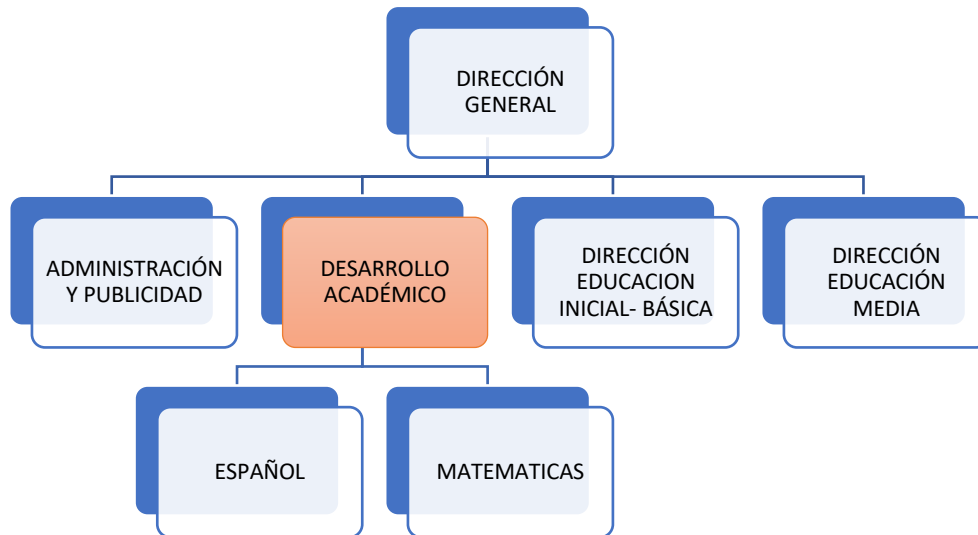 DIRECCIÓN
GENERAL
ADMINISTRACIÓN
Y PUBLICIDAD
DESARROLLO
ACADÉMICO
DIRECCIÓN
EDUCACION
INICIAL- BÁSICA
DIRECCIÓN
EDUCACIÓN
MEDIA
ESPAÑOL
MATEMATICAS